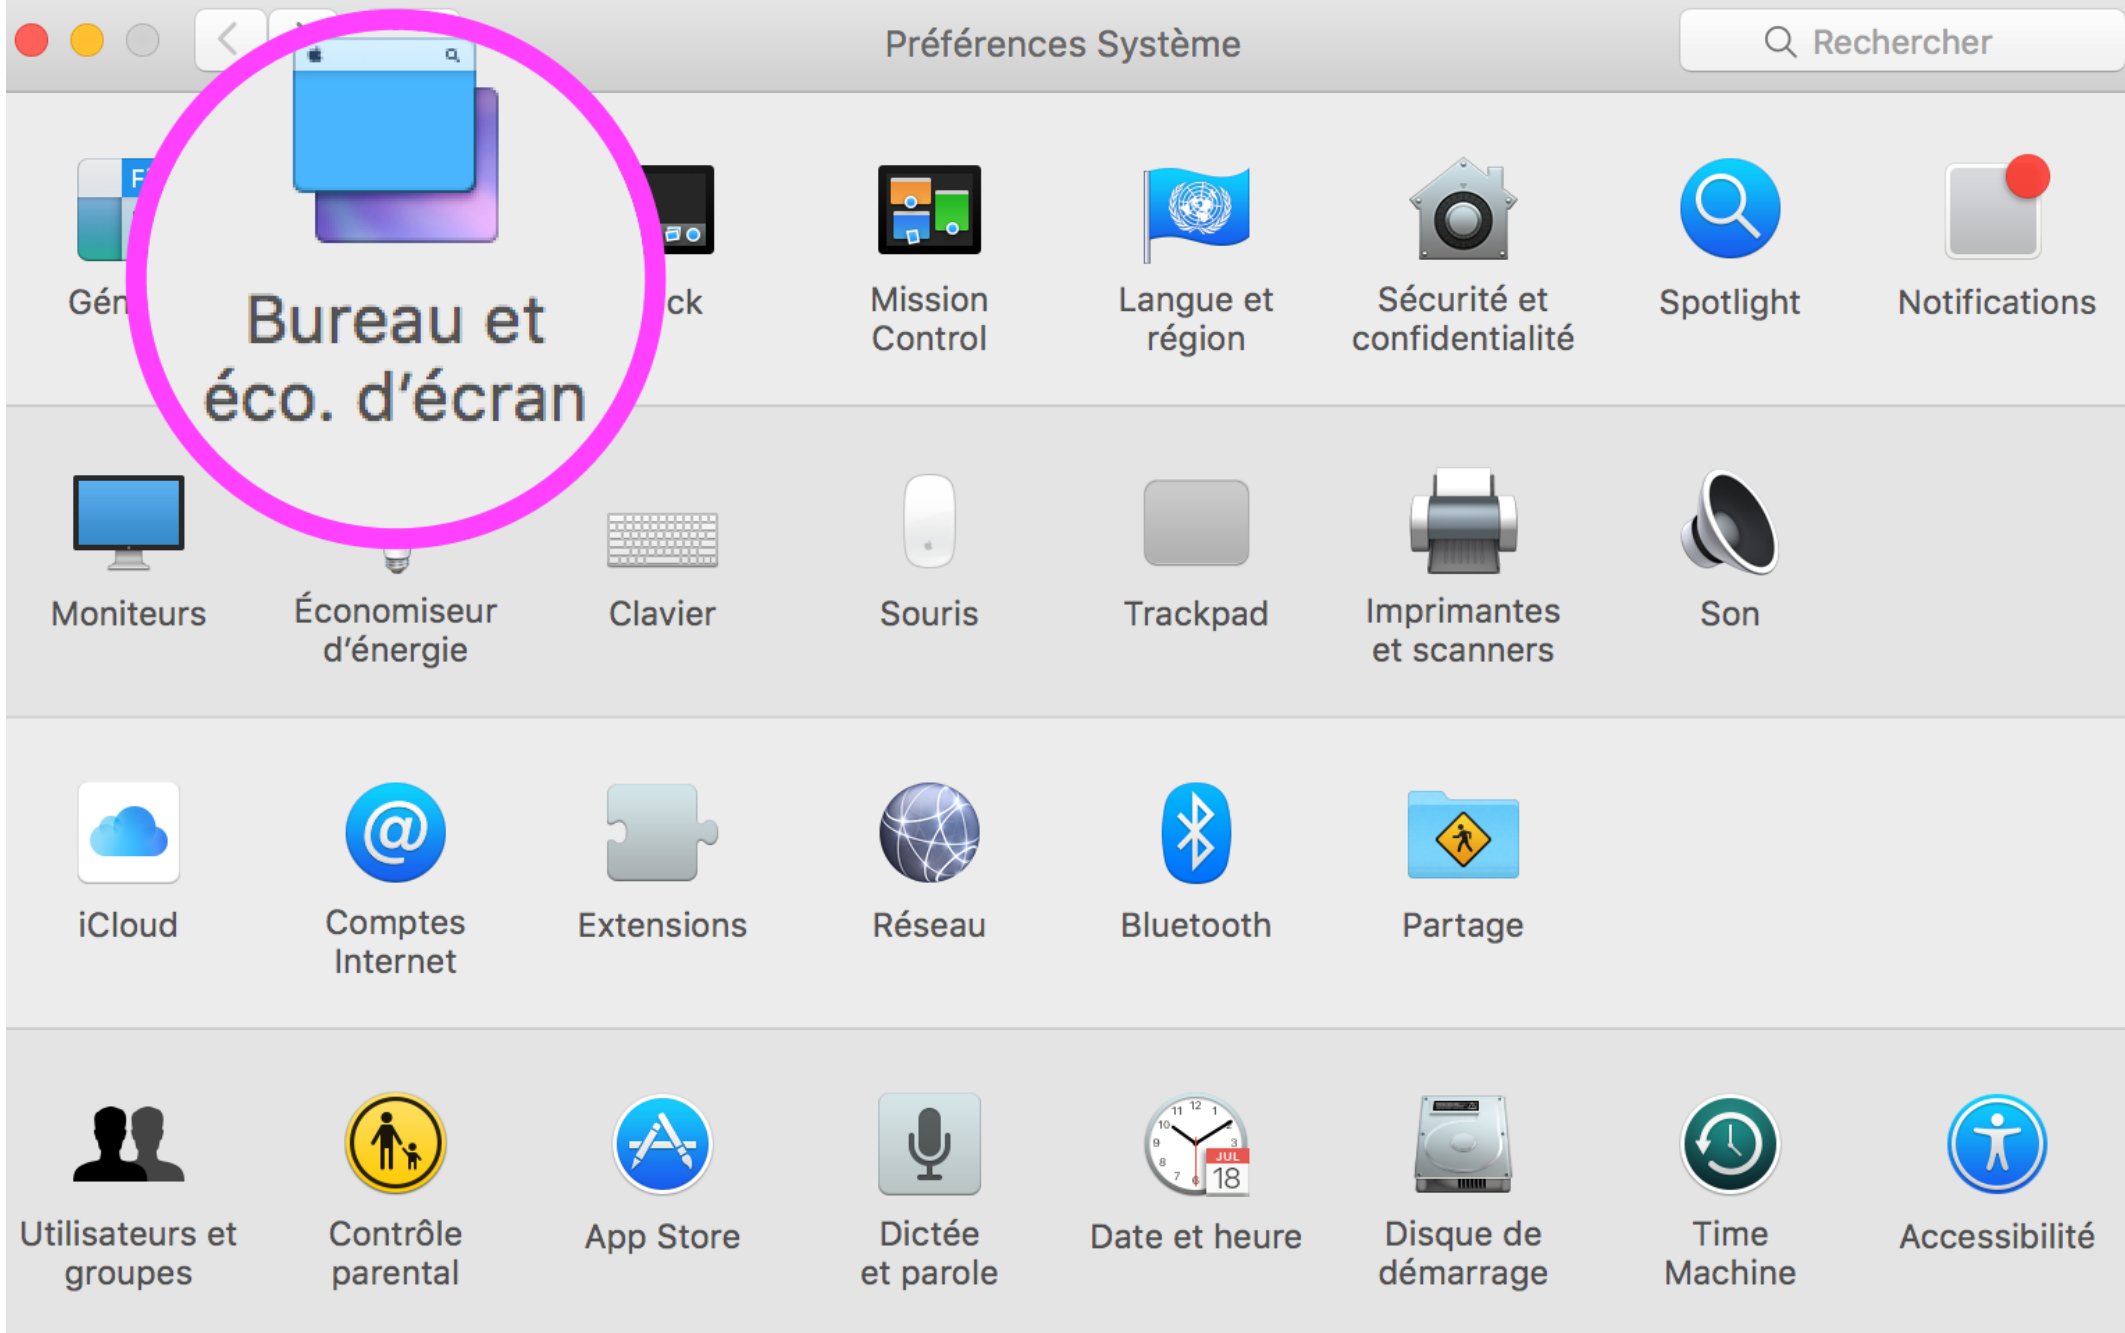 Préférences Système
Rechercher
Bureau et
éco. d'écran
Mission
Control
Langue et
région
Sécurité et
confidentialité
Spotlight
Notifications
Moniteurs
Économiseur
d'énergie
Clavier
Souris
Trackpad
Imprimantes
et scanners
Son
iCloud
Comptes
Internet
Extensions
Réseau
Bluetooth
Partage
Utilisateurs et
groupes
Contrôle
parental
App Store
Dictée
et parole
Date et heure
JUL
18
Disque de
démarrage
Time
Machine
Accessibilité